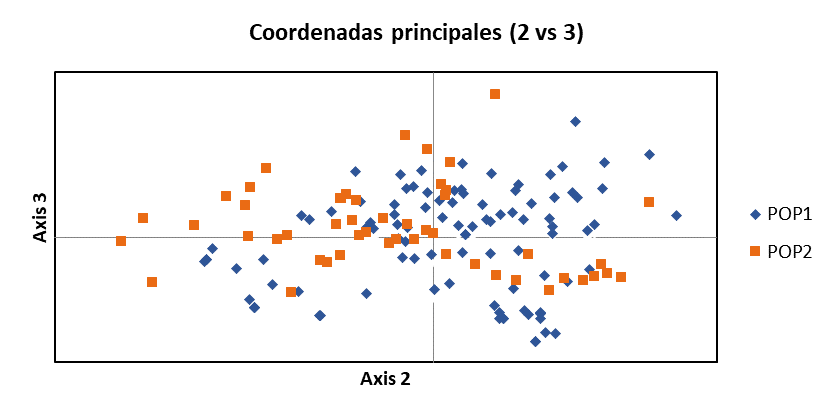 Coordenadas principales (2 vs 3)
Axis 3
POP1
POP2
Axis 2